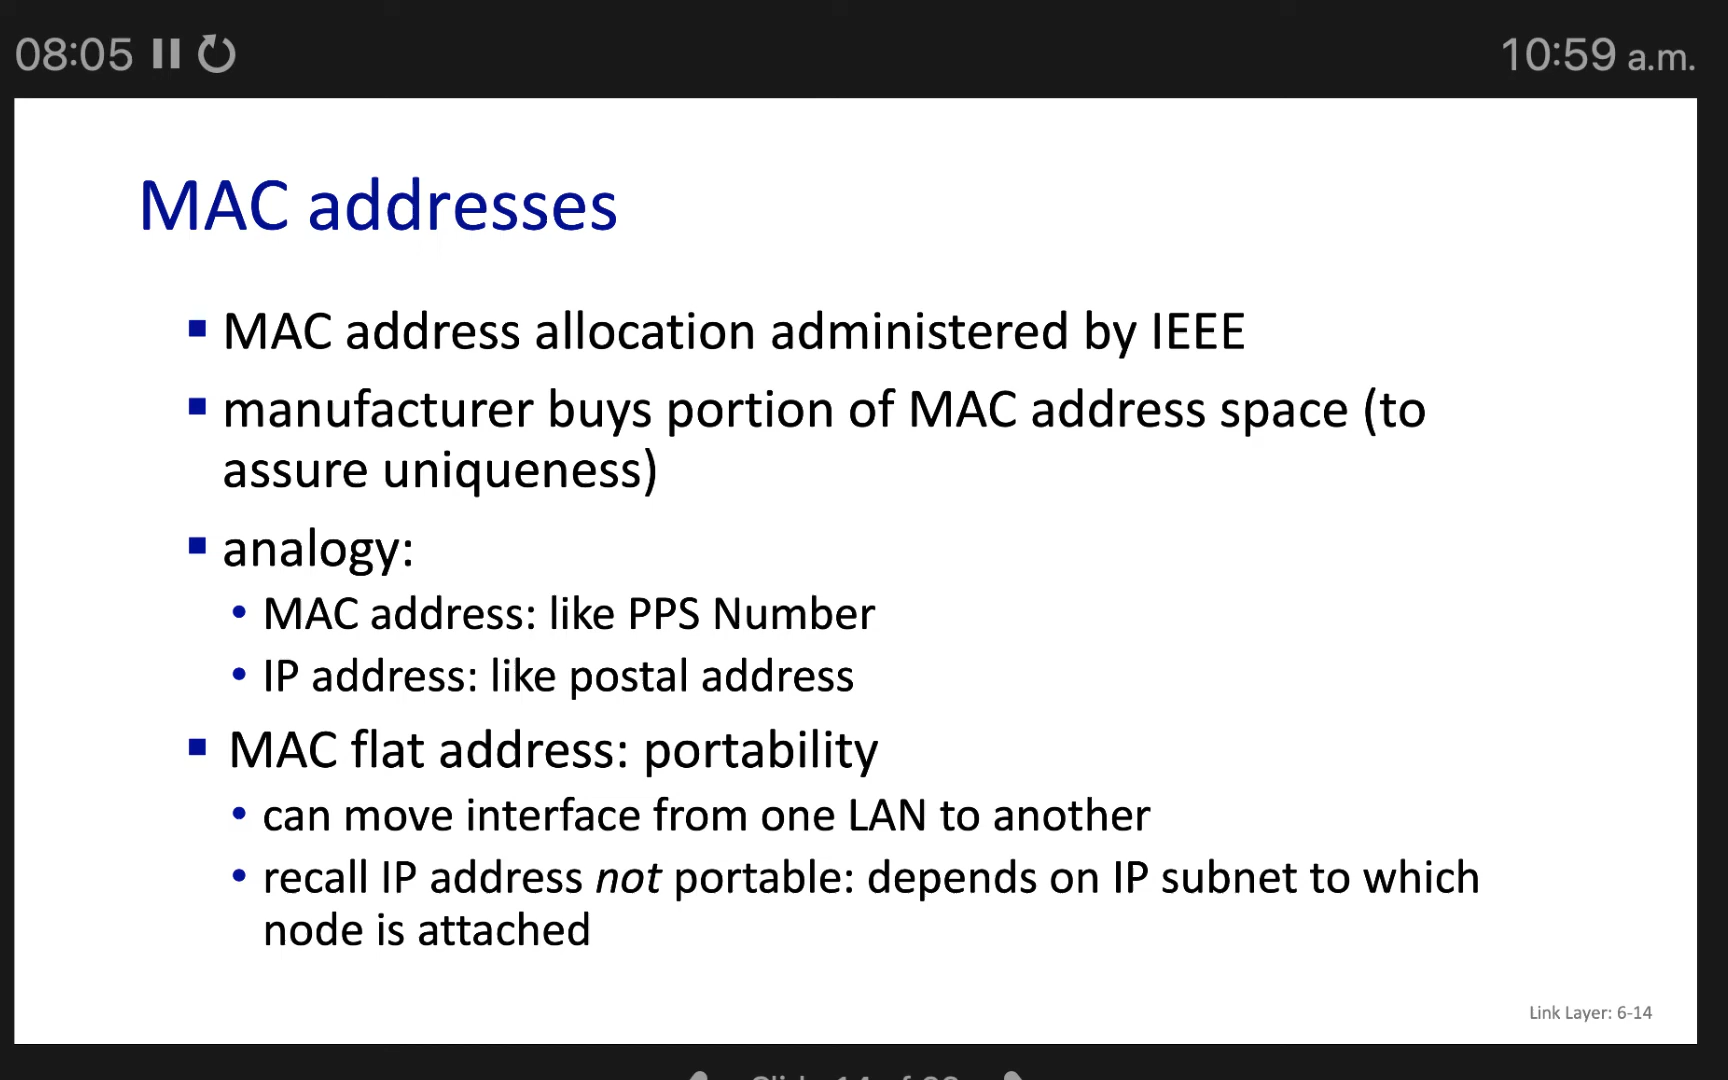 08:05
10:59 a.m.
MAC addresses
▪ MAC address allocation administered by IEEE
▪ manufacturer buys portion of MAC address space (to
assure uniqueness)
▪ analogy:
• MAC address: like PPS Number
• IP address: like postal address
▪ MAC flat address: portability
• can move interface from one LAN to another
• recall IP address not portable: depends on IP subnet to which
node is attached
Link Layer: 6-14